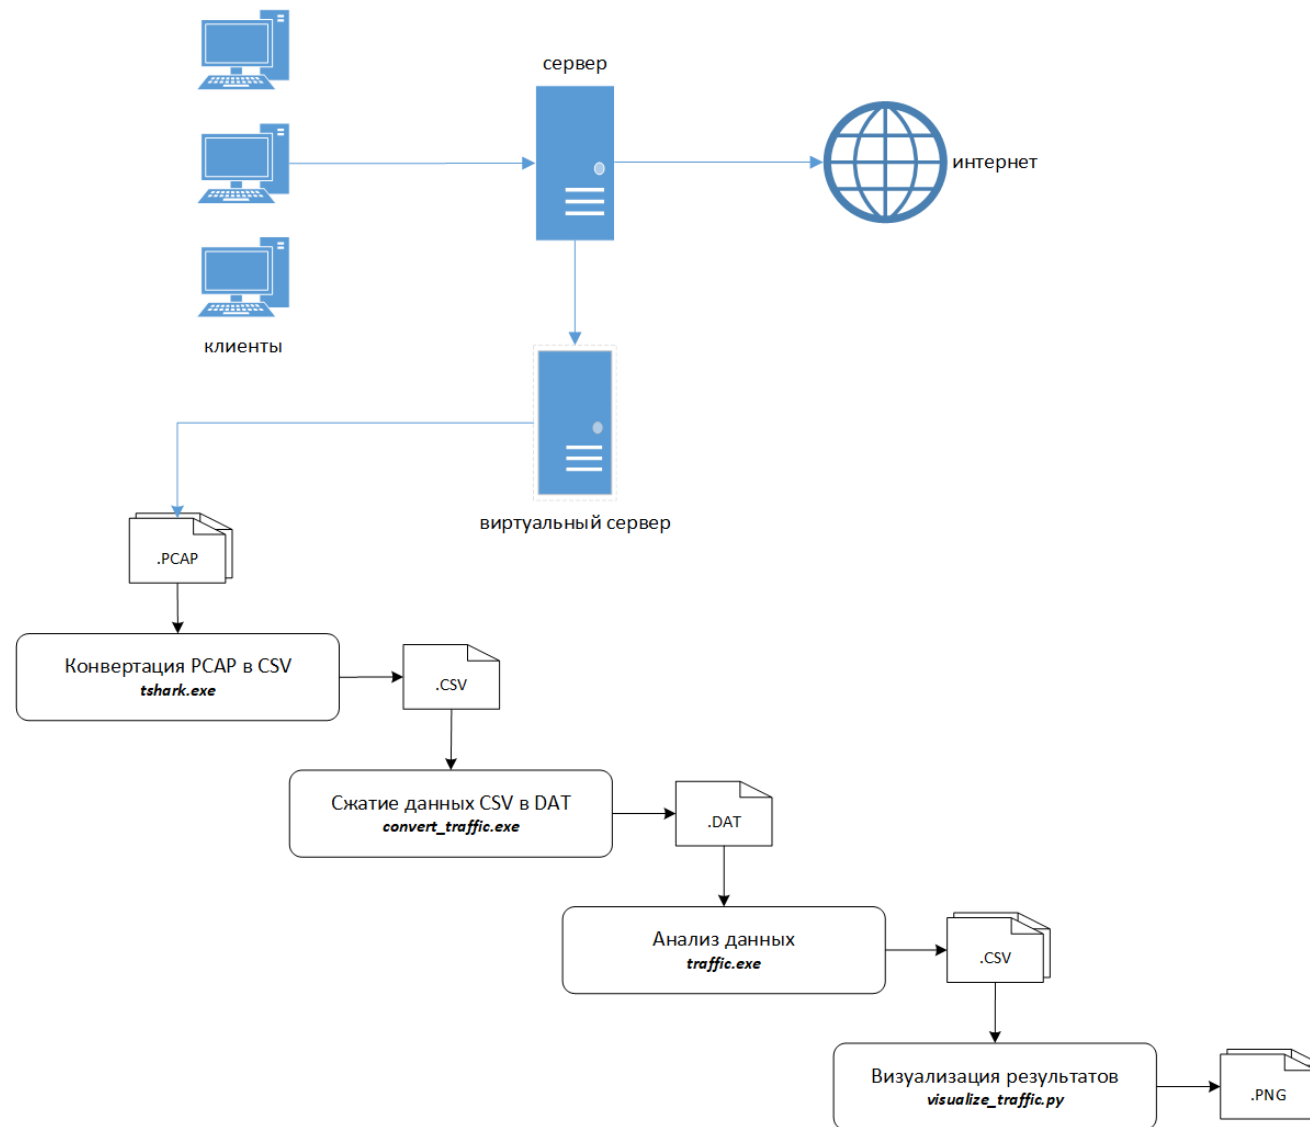 сервер
интернет
клиенты
виртуальный сервер
.PCAP
Конвертация PCAP в CSV
tshark.exe
.CSV
Сжатие данных CSV в DAT
convert_traffic.exe
.DAT
Анализ данных
traffic.exe
.CSV
Визуализация результатов
visualize_traffic.py
.PNG